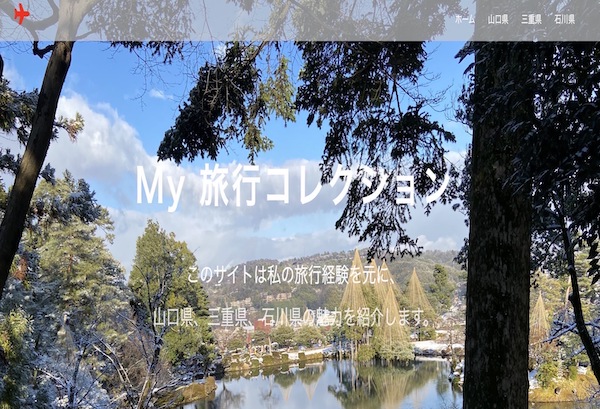 ホーム 山口県 三重県 石川県
My 旅行コレクション
このサイトは私の旅行経験を元に、
山口県、三重県、石川県の魅力を紹介します。